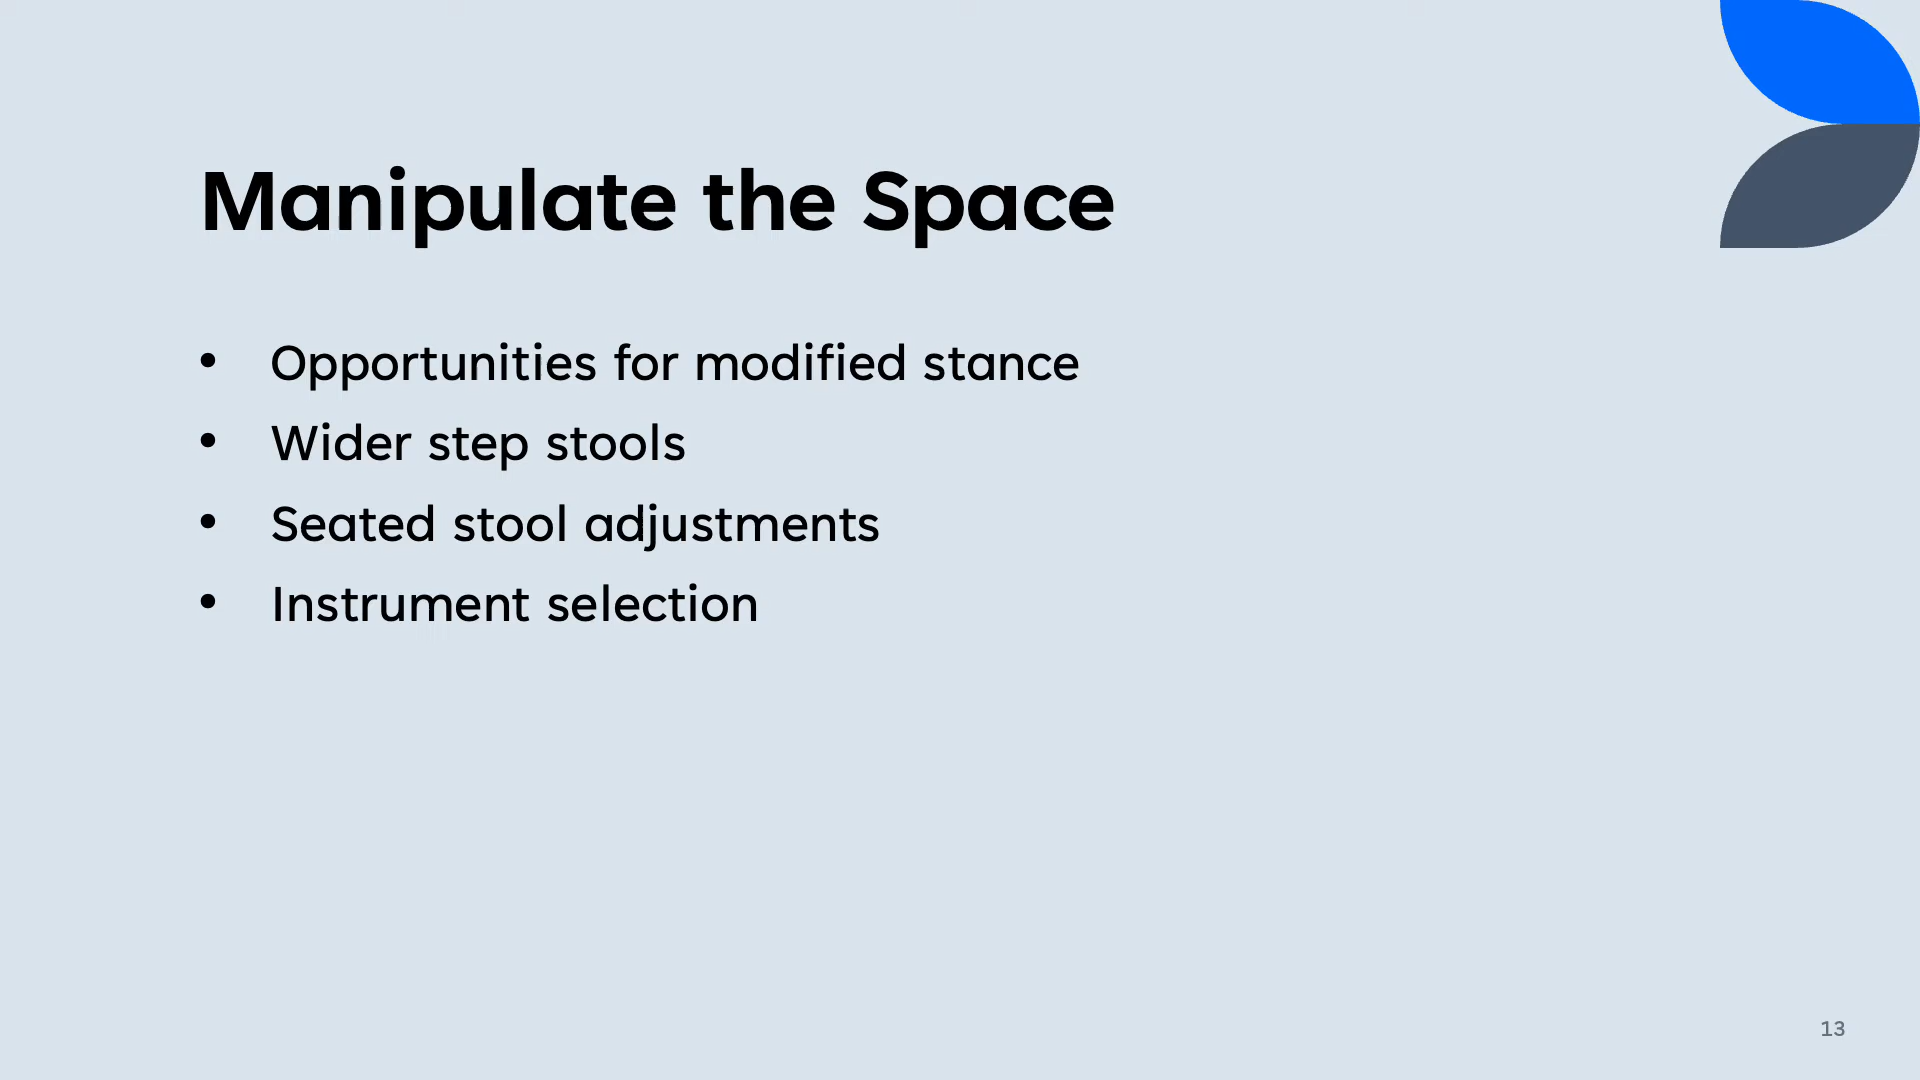 Manipulate the Space
• Opportunities for modified stance
• Wider step stools
• Seated stool adjustments
• Instrument selection
13